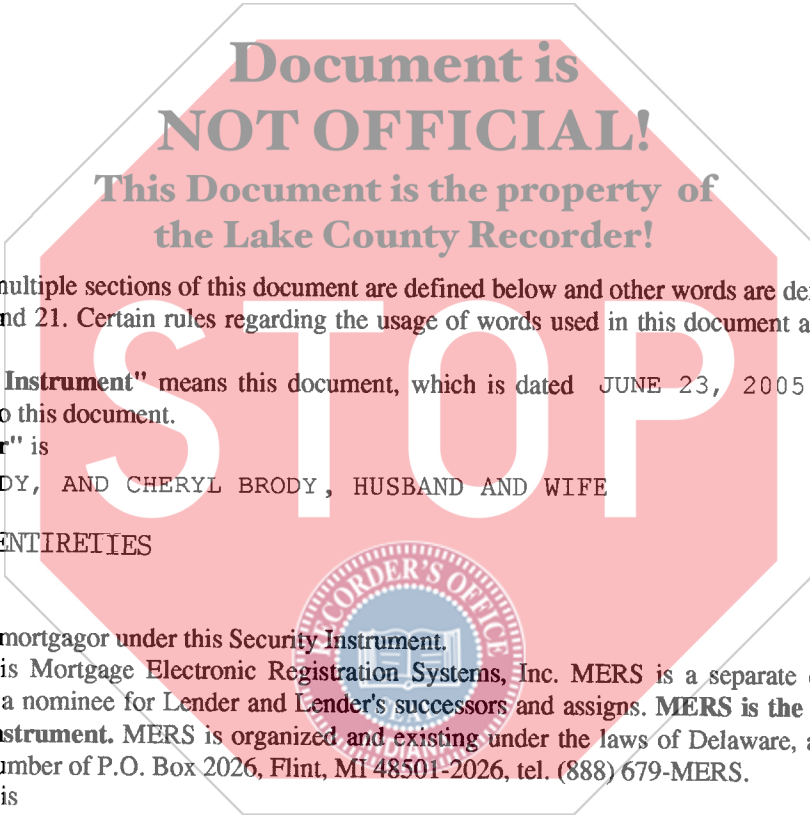 Document is
NOT OFFICIAL!
This Document is the property of
the Lake County Recorder!
multiple sections of this document are defined below and other words are de
nd 21. Certain rules regarding the usage of words used in this document a
STOP
Instrument" means this document, which is dated JUNE 23, 2005
o this document.
r" is
DY, AND CHERYL BRODY, HUSBAND AND WIFE
ENTIRETIES
RECORDER'S OFFICE
mortgagor under this Security Instrument.
is Mortgage Electronic Registration Systems, Inc. MERS is a separate
a nominee for Lender and Lender's successors and assigns. MERS is the
nstrument. MERS is organized and existing under the laws of Delaware, a
umber of P.O. Box 2026, Flint, MI 48501-2026, tel. (888) 679-MERS.
is